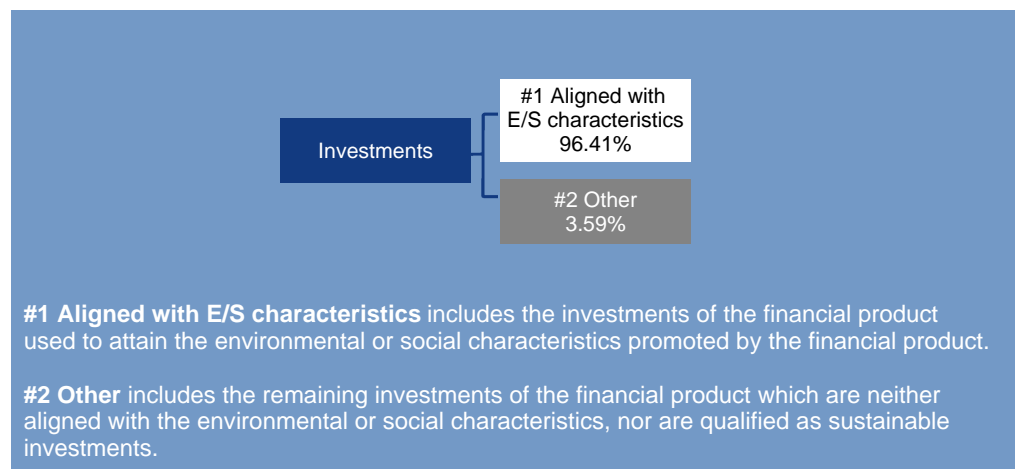 #1 Aligned with
E/S characteristics
96.41%
Investments
#2 Other
3.59%
#1 Aligned with E/S characteristics includes the investments of the financial product
used to attain the environmental or social characteristics promoted by the financial product.
#2 Other includes the remaining investments of the financial product which are neither
aligned with the environmental or social characteristics, nor are qualified as sustainable
investments.